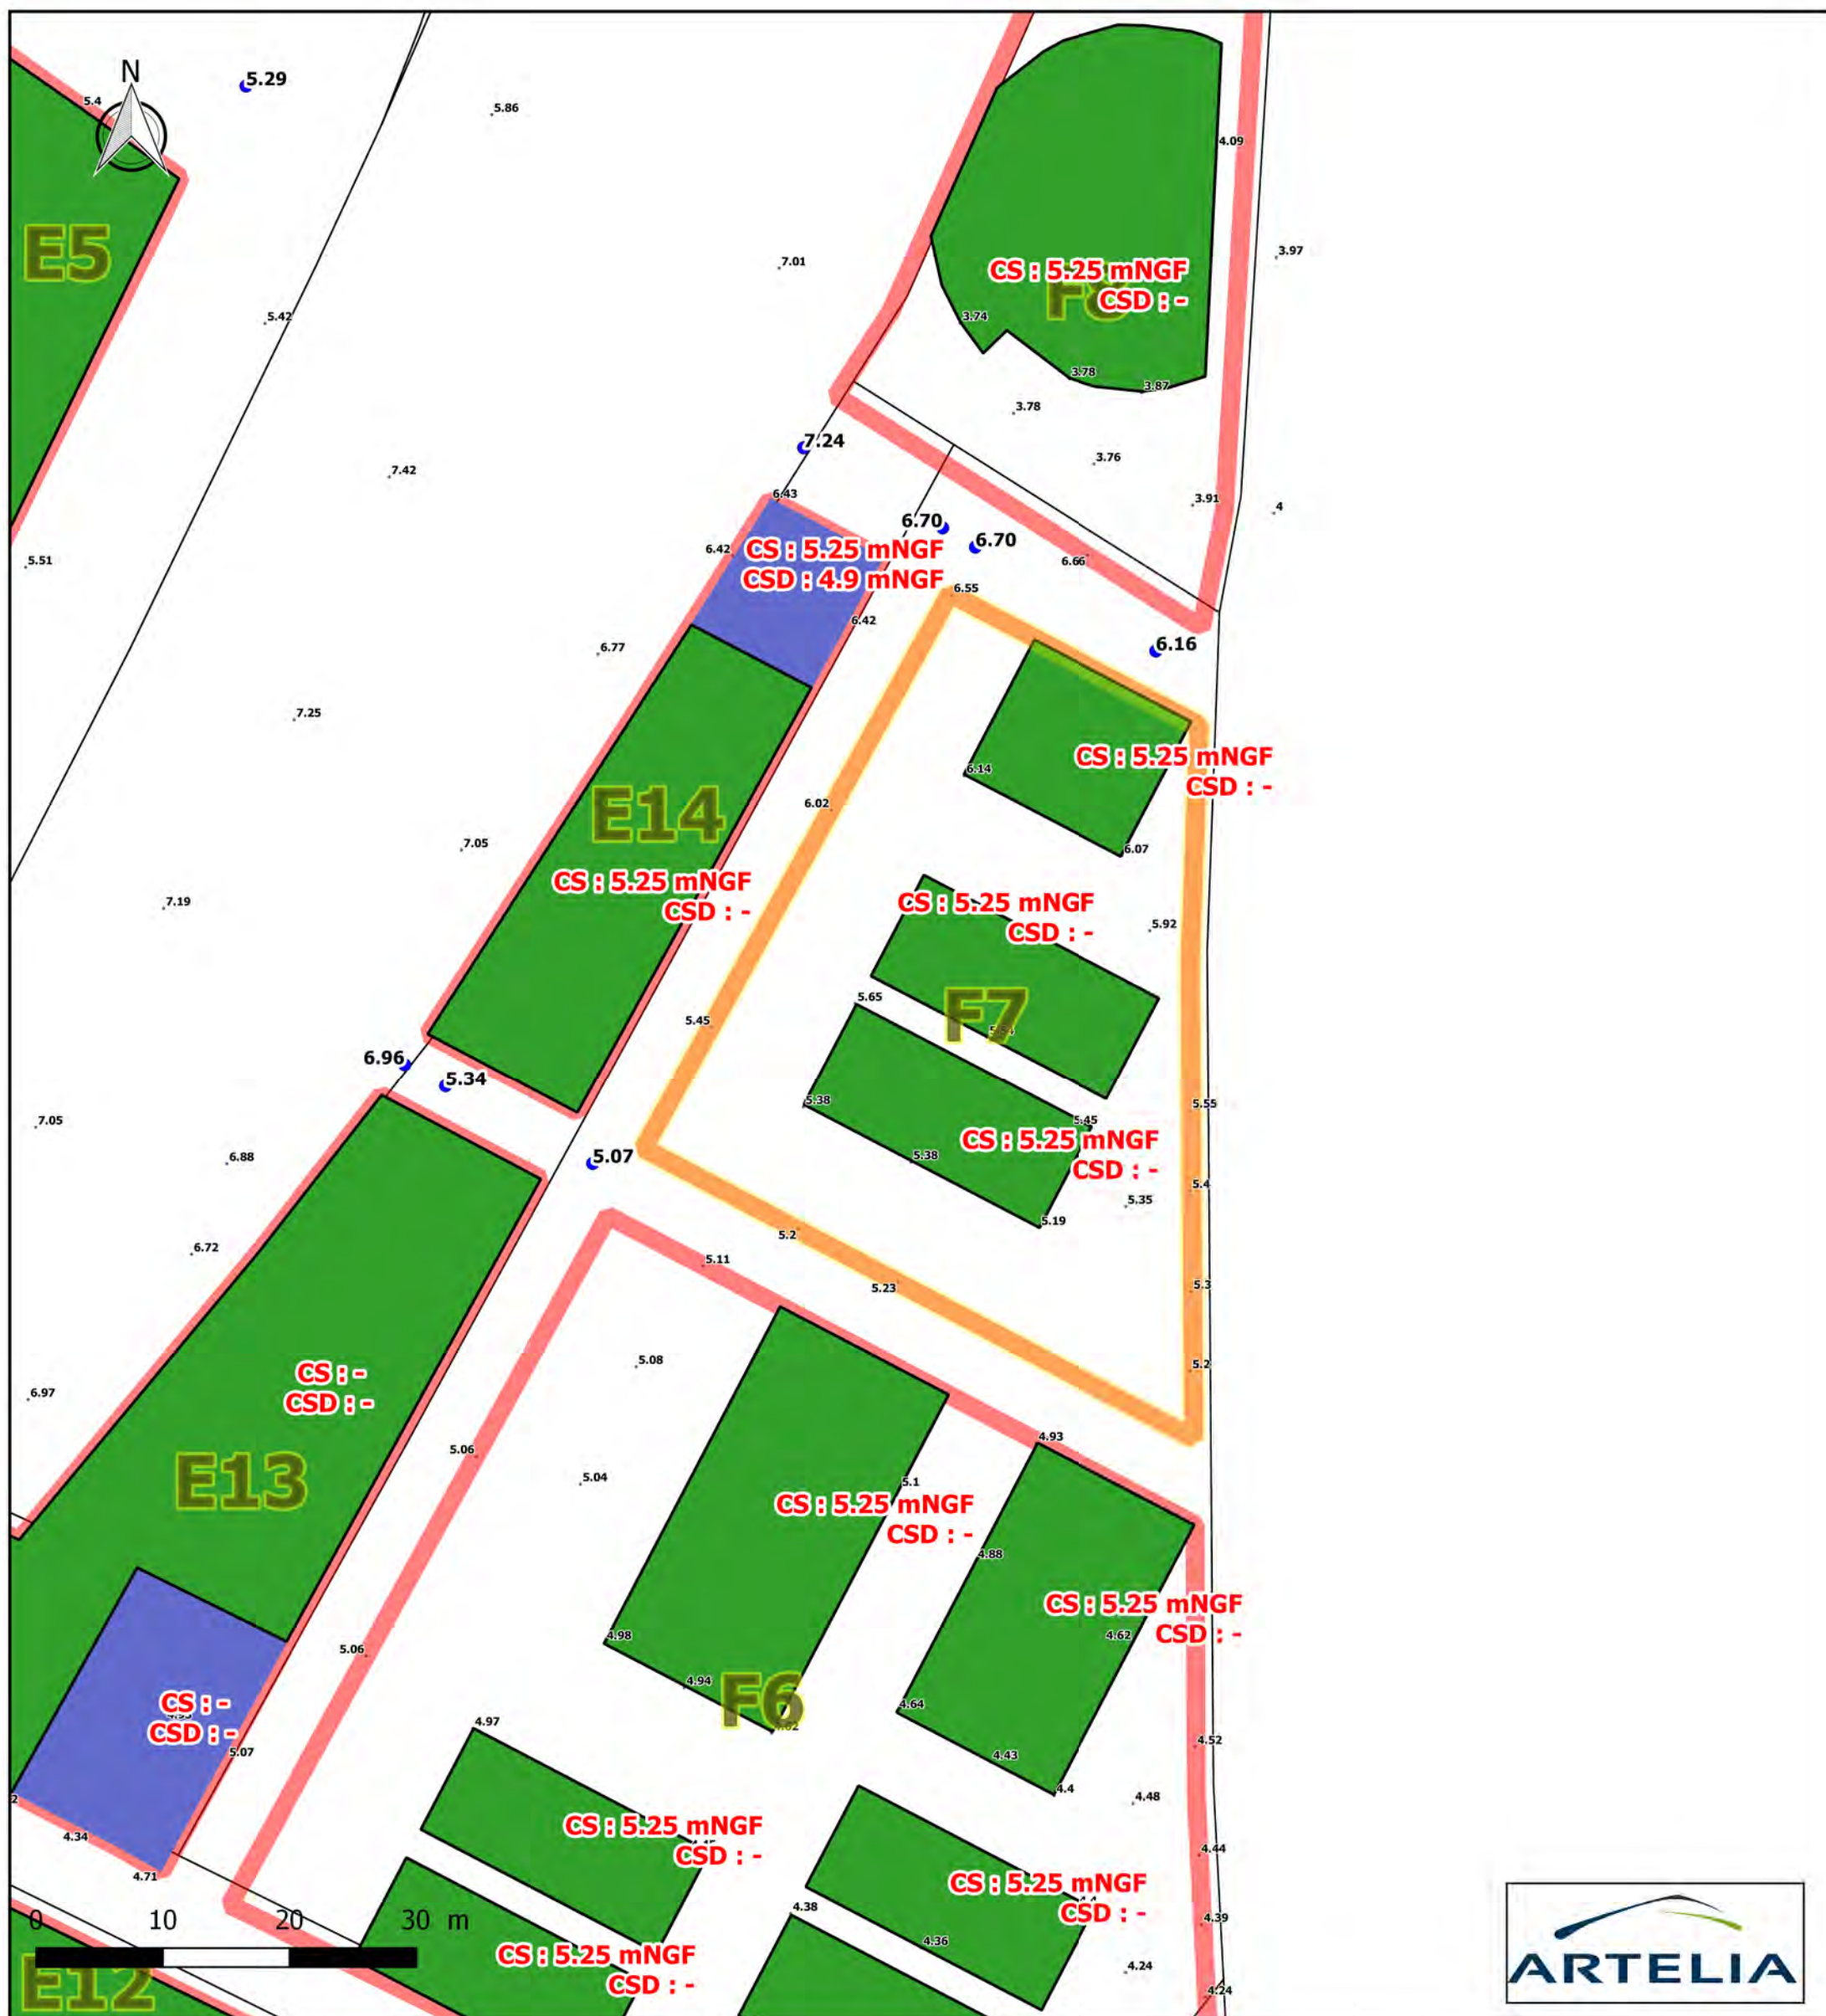 N
5.29
5.4
5.86
4.09
E5
7.01
3.97
CS : 5.25 mNGF
F8
CSD : -
5.42
3.74
3.78
3.87
3.78
7.24
3.76
7.42
6.43
3.91
4
6.70
6.70
6.42
CS : 5.25 mNGF
CSD : 4.9 mNGF
5.51
6.66
6.55
6.42
6.77
6.16
7.25
CS : 5.25 mNGF
CSD : -
6.14
E14
6.02
7.05
6.07
CS : 5.25 mNGF
CSD : -
7.19
CS : 5.25 mNGF
CSD : -
5.92
5.65
F7
5.45
6.96
5.34
5.38
5.55
7.05
5.45
CS : 5.25 mNGF
CSD : -
5.07
6.88
5.38
5.4
5.35
5.19
5.2
6.72
5.11
5.23
5.3
5.08
5.2
CS : -
CSD : -
6.97
4.93
5.06
5.04
5.1
E13
CS : 5.25 mNGF
CSD : -
4.88
CS : 5.25 mNGF
CSD : -
4.62
4.98
5.06
4.94
F6
4.64
CS : -
CSD : -
4.97
5.07
4.52
4.43
4.4
4.48
2
4.34
4.71
CS : 5.25 mNGF
CSD : -
4.44
CS : 5.25 mNGF
CSD : -
4.38
4.39
4.36
0 10 20 30 m
CS : 5.25 mNGF
CSD : -
4.24
4.24
E12
ARTELIA